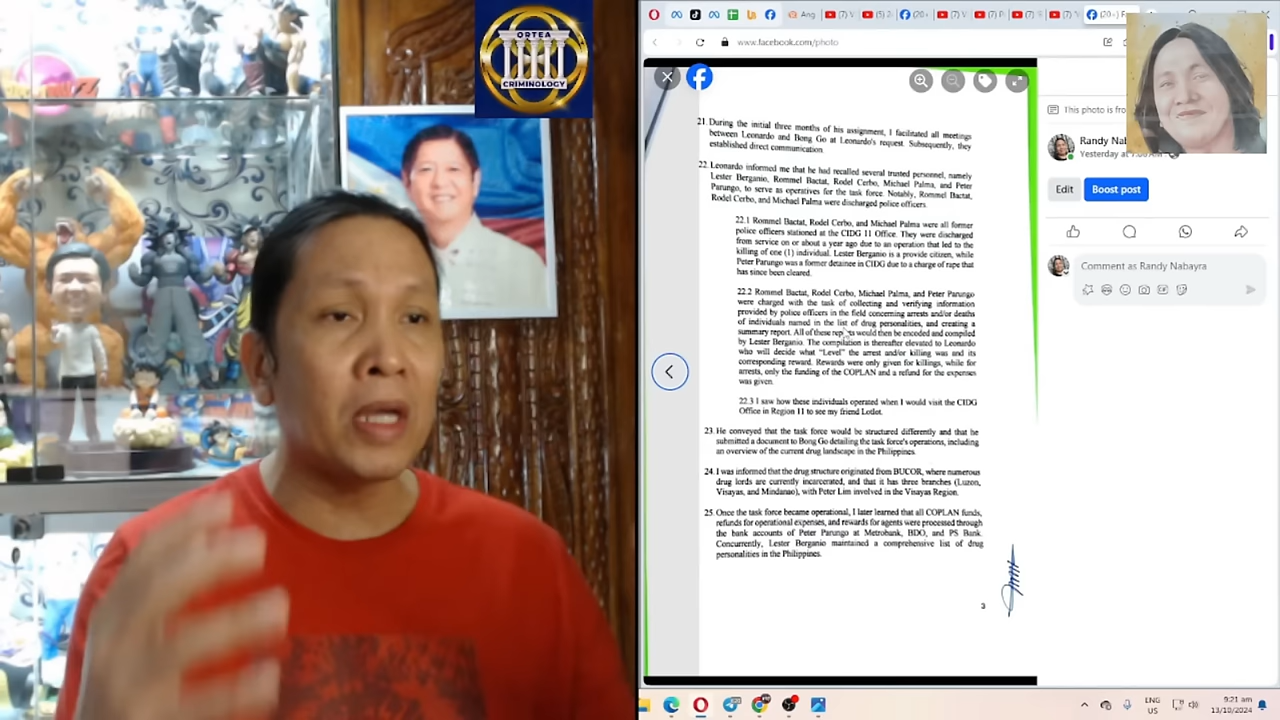 ORTEA
CRIMINOLOGY
Ang
www.facebook.com/photo
21. During the initial three months of his assignment, I facilitated all meetings
between Leonardo and Bong Go at Leonardo's request. Subsequently, they
established direct communication.
22. Leonardo informed me that he had recalled several trusted personnel, namely
Lester Berganio, Rommel Bactat, Rodel Cerbo, Michael Palma, and Peter
Parungo, to serve as operatives for the task force. Notably, Rommel Bactat,
Rodel Cerbo, and Michael Palma were discharged police officers.
22.1 Rommel Bactat, Rodel Cerbo, and Michael Palma were all former
police officers stationed at the CIDG 11 Office. They were discharged
from service on or about a year ago due to an operation that led to the
killing of one (1) individual. Lester Berganio is a provide citizen, while
Peter Parungo was a former detainee in CIDG due to a charge of rape that
has since been cleared.
22.2 Rommel Bactat, Rodel Cerbo, Michael Palma, and Peter Parungo
were charged with the task of collecting and verifying information
provided by police officers in the field concerning arrests and/or deaths
of individuals named in the list of drug personalities, and creating a
summary report. All of these reports would then be encoded and compiled
by Lester Berganio. The compilation is thereafter elevated to Leonardo
who will decide what "Level" the arrest and/or killing was and its
corresponding reward. Rewards were only given for killings, while for
arrests, only the funding of the COPLAN and a refund for the expenses
was given.
22.3 I saw how these individuals operated when I would visit the CIDG
Office in Region 11 to see my friend Lotlot.
23. He conveyed that the task force would be structured differently and that he
submitted a document to Bong Go detailing the task force's operations, including
an overview of the current drug landscape in the Philippines.
24. I was informed that the drug structure originated from BUCOR, where numerous
drug lords are currently incarcerated, and that it has three branches (Luzon,
Visayas, and Mindanao), with Peter Lim involved in the Visayas Region.
25. Once the task force became operational, I later learned that all COPLAN funds,
refunds for operational expenses, and rewards for agents were processed through
the bank accounts of Peter Parungo at Metrobank, BDO, and PS Bank.
Concurrently, Lester Berganio maintained a comprehensive list of drug
personalities in the Philippines.
3
This photo is from
Randy Nab
Yesterday at
Edit
Boost post
Comment as Randy Nabayra
ENG
US
9:21 am
13/10/2024